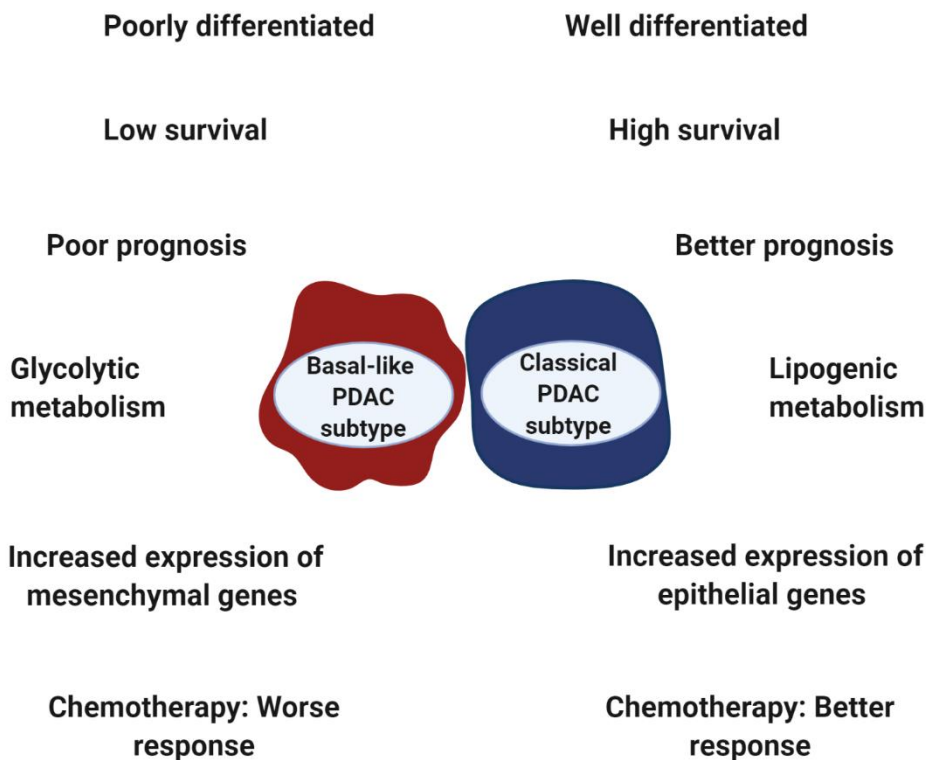 Poorly differentiated
Well differentiated
Low survival
High survival
Poor prognosis
Better prognosis
Glycolytic
metabolism
Basal-like
PDAC
subtype
Classical
PDAC
subtype
Lipogenic
metabolism
Increased expression of
mesenchymal genes
Increased expression of
epithelial genes
Chemotherapy: Worse
response
Chemotherapy: Better
response